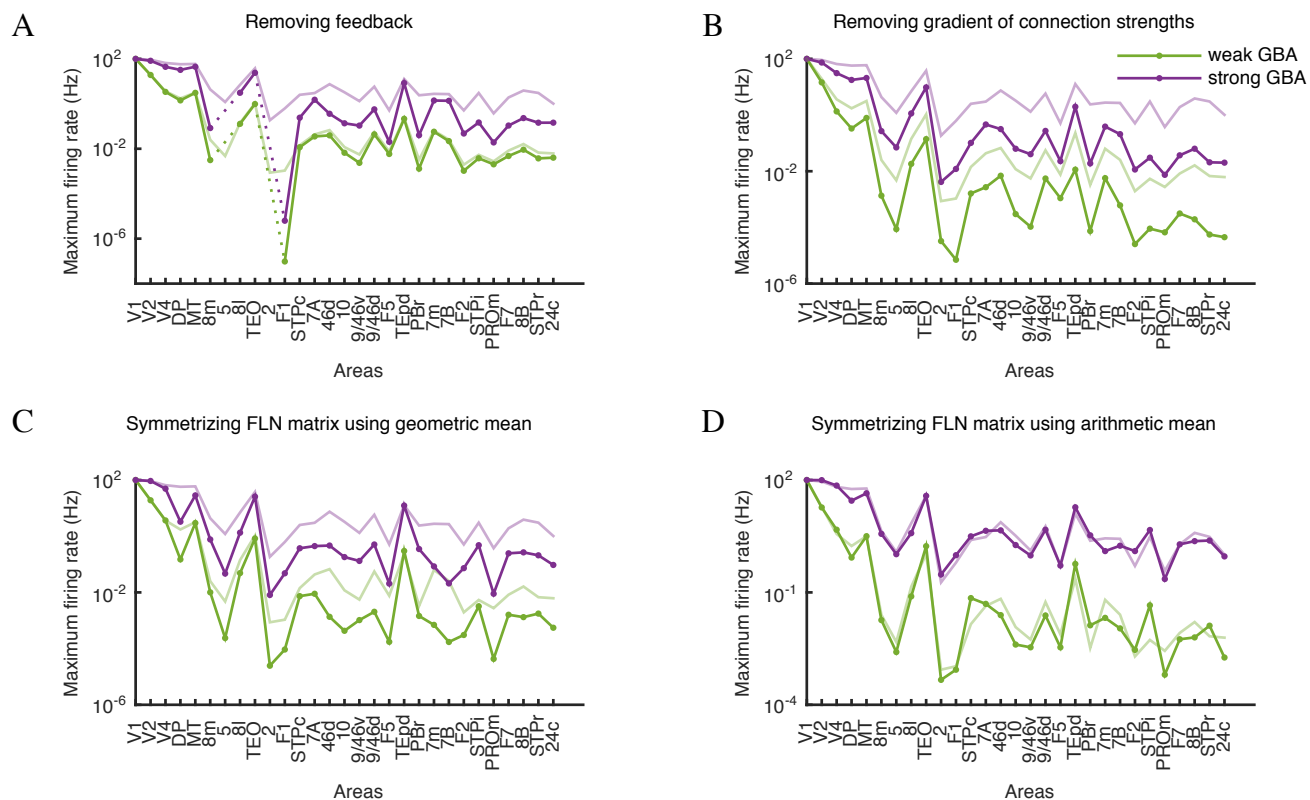 A
Removing feedback
Maximum firing rate (Hz)
10^2
10^-2
10^-6
V1
V2
V4
DP
MT
8m
5
8l
TEO
2
F1
STPc
7A
46d
10
9/46v
9/46d
F5
TEpd
PBr
7m
7B
F2
STPi
PROm
F7
8B
STPr
24c
Areas
B
Removing gradient of connection strengths
weak GBA
strong GBA
Maximum firing rate (Hz)
10^2
10^-2
10^-6
V1
V2
V4
DP
MT
8m
5
8l
TEO
2
F1
STPc
7A
46d
10
9/46v
9/46d
F5
TEpd
PBr
7m
7B
F2
STPi
PROm
F7
8B
STPr
24c
Areas
C
Symmetrizing FLN matrix using geometric mean
Maximum firing rate (Hz)
10^2
10^-2
10^-6
V1
V2
V4
DP
MT
8m
5
8l
TEO
2
F1
STPc
7A
46d
10
9/46v
9/46d
F5
TEpd
PBr
7m
7B
F2
STPi
PROm
F7
8B
STPr
24c
Areas
D
Symmetrizing FLN matrix using arithmetic mean
Maximum firing rate (Hz)
10^2
10^-1
10^-4
V1
V2
V4
DP
MT
8m
5
8l
TEO
2
F1
STPc
7A
46d
10
9/46v
9/46d
F5
TEpd
PBr
7m
7B
F2
STPi
PROm
F7
8B
STPr
24c
Areas